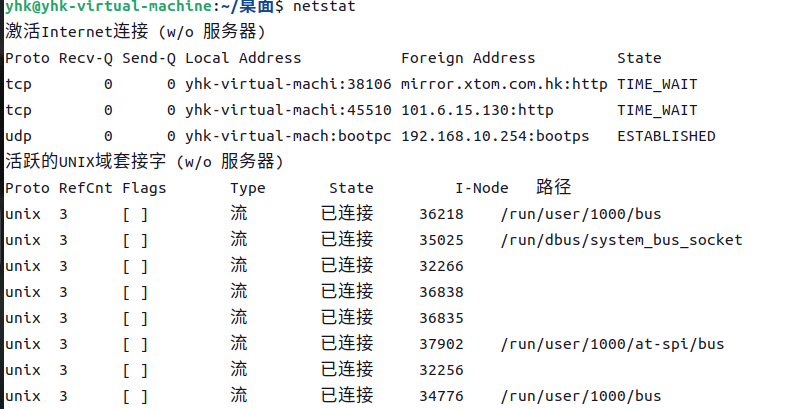 yhk@yhk-virtual-machine:~/桌面$ netstat
激活Internet连接 (w/o 服务器)
Proto Recv-Q Send-Q Local Address           Foreign Address         State
tcp        0      0 yhk-virtual-machi:38106 mirror.xtom.com.hk:http TIME_WAIT
tcp        0      0 yhk-virtual-machi:45510 101.6.15.130:http       TIME_WAIT
udp        0      0 yhk-virtual-mach:bootpc 192.168.10.254:bootps   ESTABLISHED
活跃的UNIX域套接字 (w/o 服务器)
Proto RefCnt Flags       Type       State         I-Node   路径
unix  3      [ ]         流        已连接     36218    /run/user/1000/bus
unix  3      [ ]         流        已连接     35025    /run/dbus/system_bus_socket
unix  3      [ ]         流        已连接     32266
unix  3      [ ]         流        已连接     36838
unix  3      [ ]         流        已连接     36835
unix  3      [ ]         流        已连接     37902    /run/user/1000/at-spi/bus
unix  3      [ ]         流        已连接     32256
unix  3      [ ]         流        已连接     34776    /run/user/1000/bus